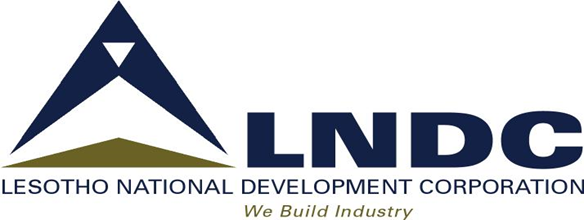 LNDC
LESOTHO NATIONAL DEVELOPMENT CORPORATION
We Build Industry